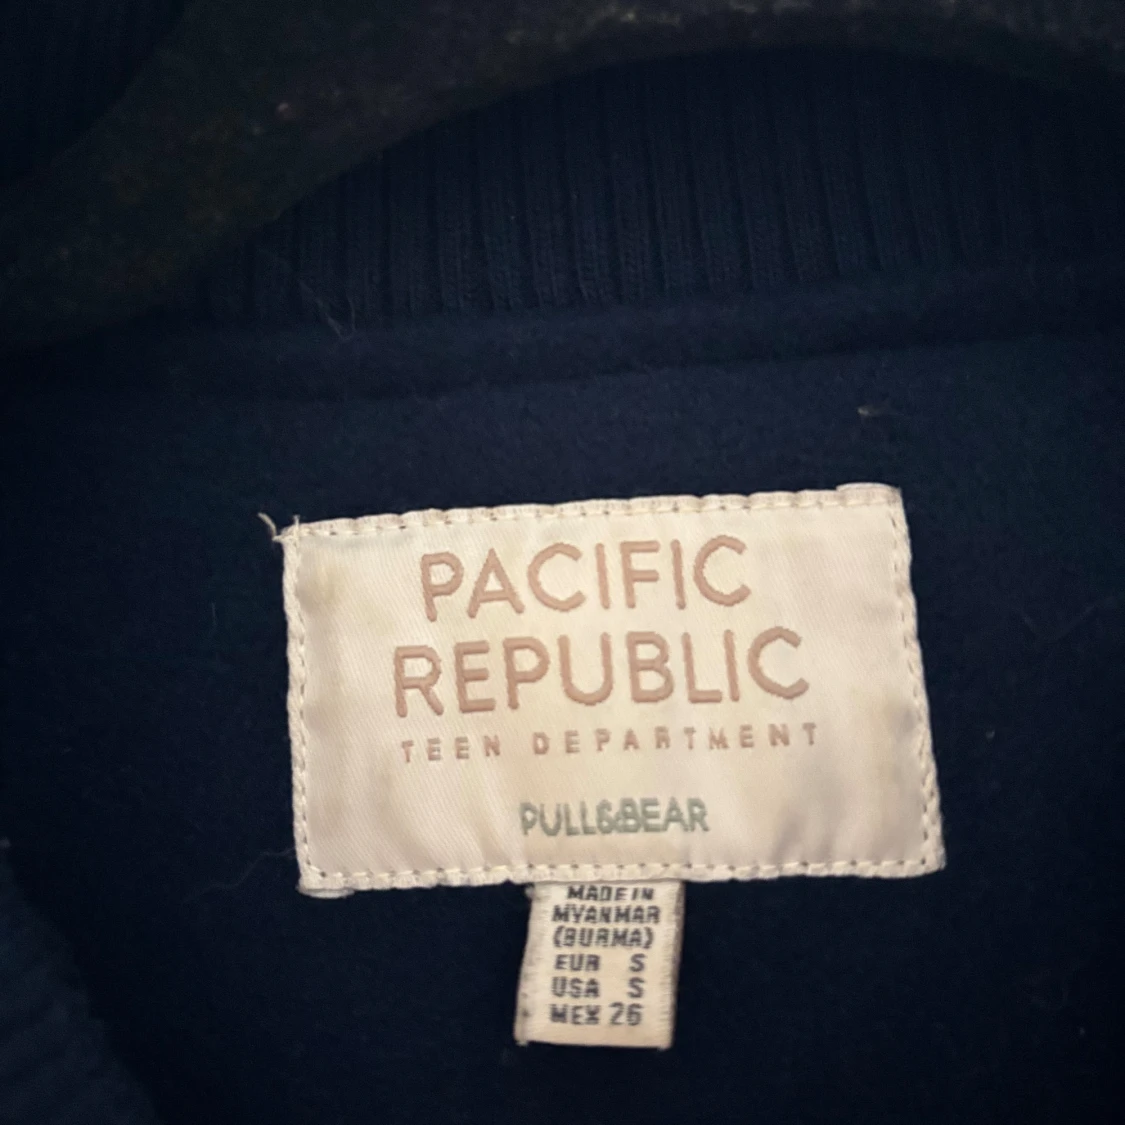 PACIFIC
REPUBLIC
TEEN DEPARTMENT
PULL&BEAR
MADE IN
MYANMAR
(BURMA)
EUR S
USA S
MEX 26